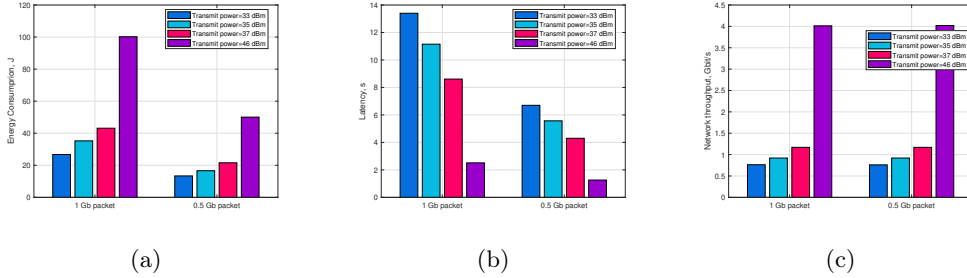 120
100
80
60
40
20
0
Energy Consumprion, J
1 Gb packet
0.5 Gb packet
Transmit power=33 dBm
Transmit power=35 dBm
Transmit power=37 dBm
Transmit power=46 dBm
(a)
14
12
10
8
6
4
2
0
Latency, s
1 Gb packet
0.5 Gb packet
Transmit power=33 dBm
Transmit power=35 dBm
Transmit power=37 dBm
Transmit power=46 dBm
(b)
4.5
4
3.5
3
2.5
2
1.5
1
0.5
0
Network throughput, Gbit/s
1 Gb packet
0.5 Gb packet
Transmit power=33 dBm
Transmit power=35 dBm
Transmit power=37 dBm
Transmit power=46 dBm
(c)